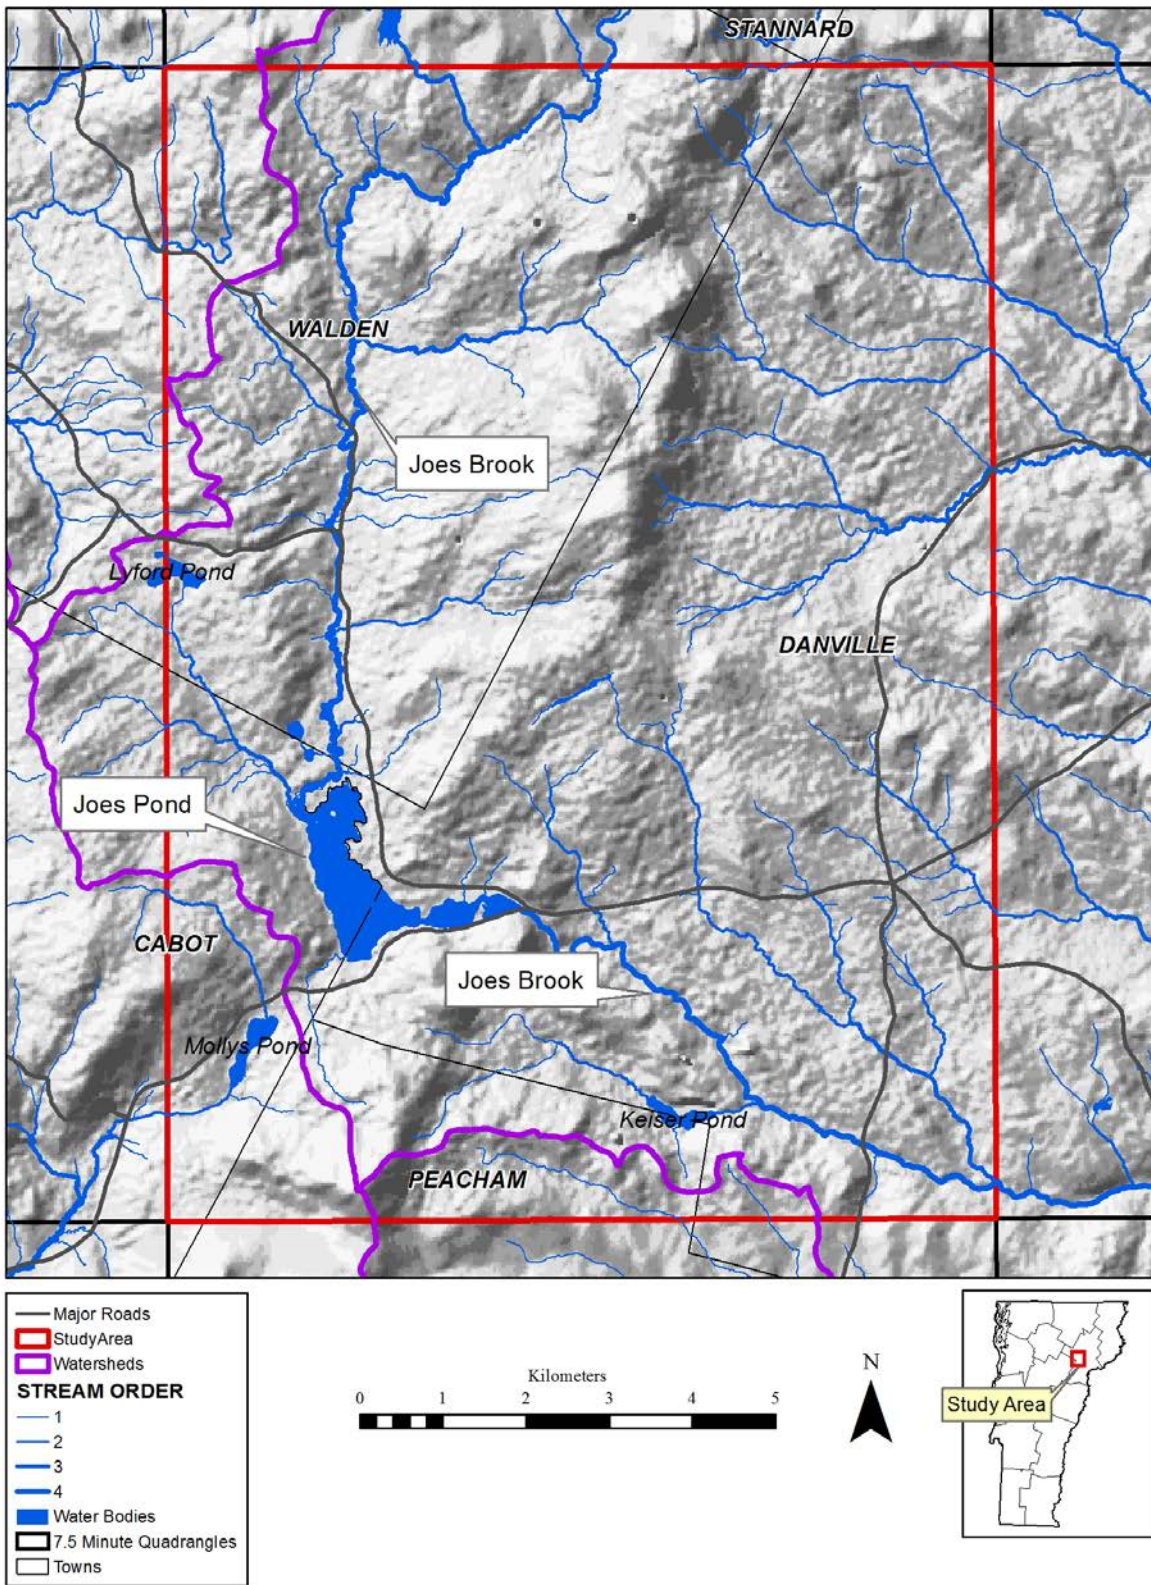 STANNARD
WALDEN
Joes Brook
Lyford Pond
DANVILLE
Joes Pond
CABOT
Joes Brook
Mollys Pond
Keiser Pond
PEACHAM
Major Roads
StudyArea
Watersheds
STREAM ORDER
1
2
3
4
Water Bodies
7.5 Minute Quadrangles
Towns
Kilometers
0 1 2 3 4 5
N
Study Area